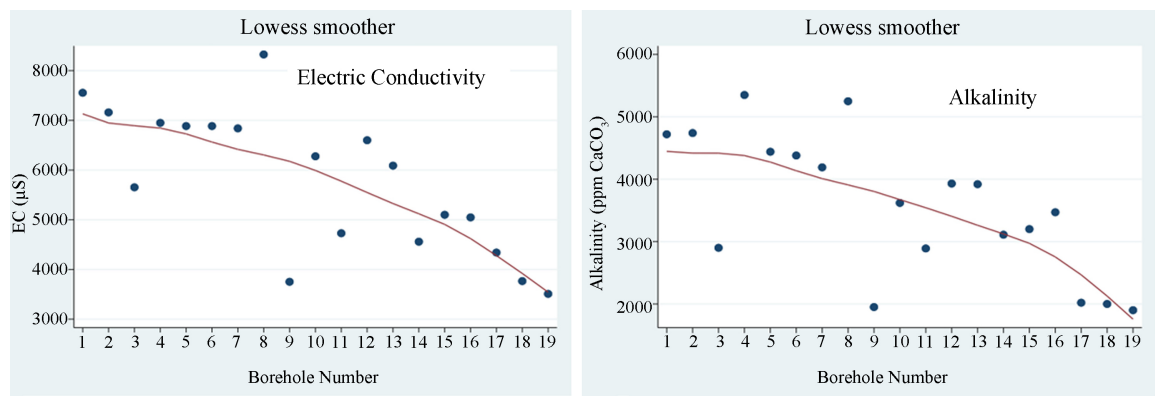 Lowess smoother
Electric Conductivity
EC (µS)
8000
7000
6000
5000
4000
3000
1 2 3 4 5 6 7 8 9 10 11 12 13 14 15 16 17 18 19
Borehole Number
Lowess smoother
Alkalinity
Alkalinity (ppm CaCO₃)
6000
5000
4000
3000
2000
1 2 3 4 5 6 7 8 9 10 11 12 13 14 15 16 17 18 19
Borehole Number